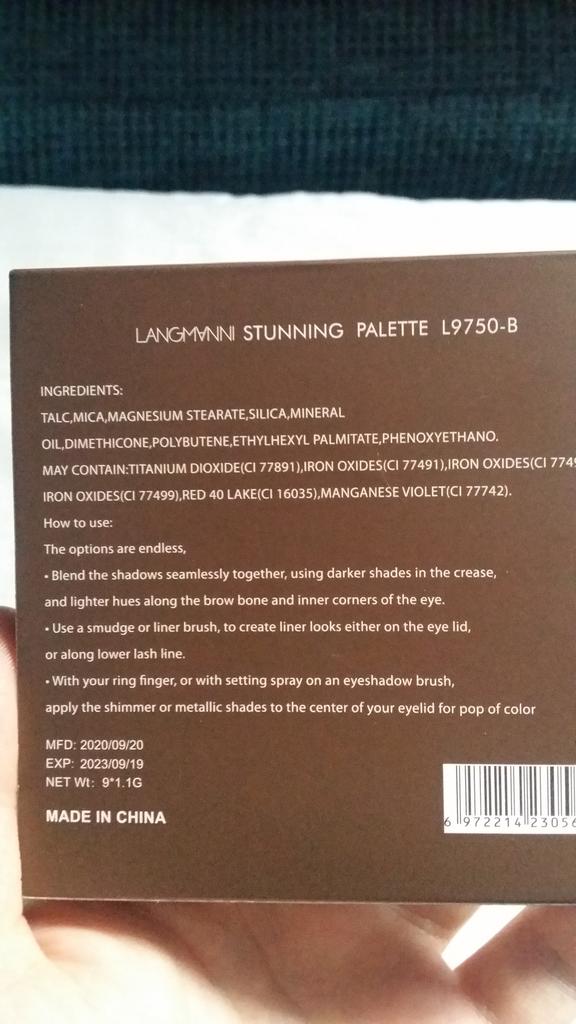 LANGMANNI STUNNING PALETTE L9750-B
INGREDIENTS:
TALC,MICA,MAGNESIUM STEARATE,SILICA,MINERAL
OIL,DIMETHICONE,POLYBUTENE,ETHYLHEXYL PALMITATE,PHENOXYETHANO.
MAY CONTAIN:TITANIUM DIOXIDE(CI 77891),IRON OXIDES(CI 77491),IRON OXIDES(CI
IRON OXIDES(CI 77499),RED 40 LAKE(CI 16035),MANGANESE VIOLET(CI 77742).
How to use:
The options are endless,
• Blend the shadows seamlessly together, using darker shades in the crease,
and lighter hues along the brow bone and inner corners of the eye.
• Use a smudge or liner brush, to create liner looks either on the eye lid,
or along lower lash line.
• With your ring finger, or with setting spray on an eyeshadow brush,
apply the shimmer or metallic shades to the center of your eyelid for pop of color
MFD: 2020/09/20
EXP: 2023/09/19
NET Wt: 9*1.1G
MADE IN CHINA
6 972214 23056